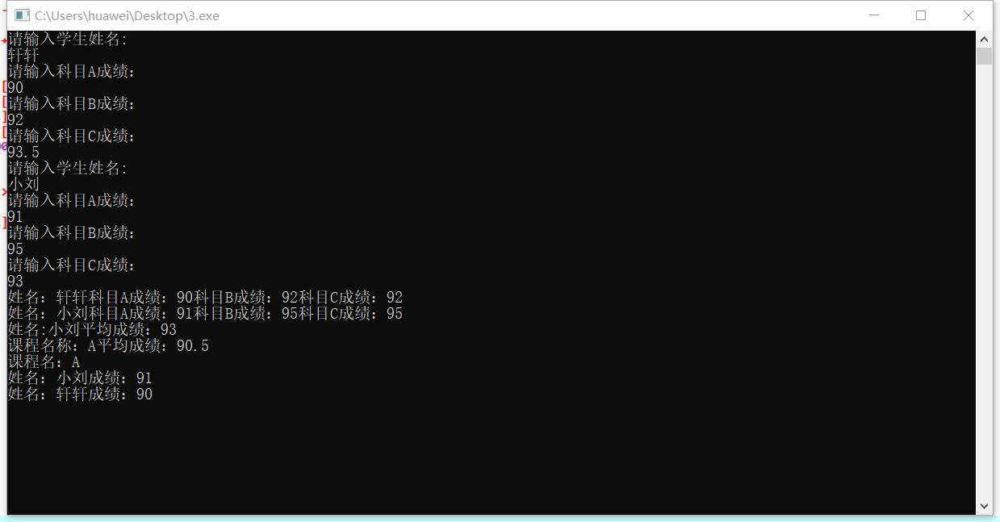 C:\Users\huawei\Desktop\3.exe
请输入学生姓名:
轩轩
请输入科目A成绩:
90
请输入科目B成绩:
92
请输入科目C成绩:
93.5
请输入学生姓名:
小刘
请输入科目A成绩:
91
请输入科目B成绩:
95
请输入科目C成绩:
93
姓名：轩轩科目A成绩：90科目B成绩：92科目C成绩：92
姓名：小刘科目A成绩：91科目B成绩：95科目C成绩：95
姓名:小刘平均成绩：93
课程名称：A平均成绩：90.5
课程名：A
姓名：小刘成绩：91
姓名：轩轩成绩：90